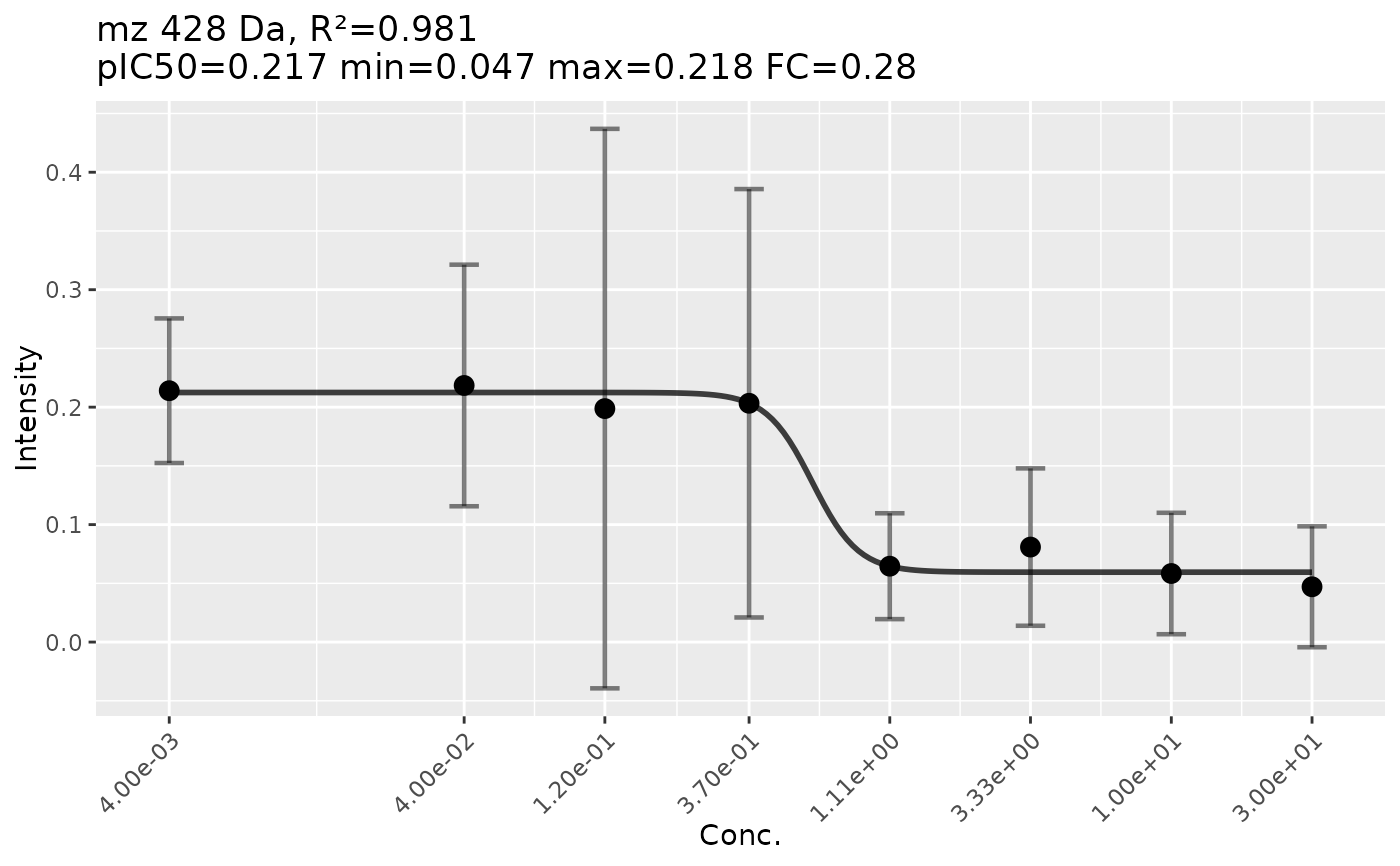 mz 428 Da, R²=0.981
pIC50=0.217 min=0.047 max=0.218 FC=0.28
Intensity
0.4
0.3
0.2
0.1
0.0
4.00e-03
4.00e-02
1.20e-01
3.70e-01
1.11e+00
3.33e+00
1.00e+01
3.00e+01
Conc.